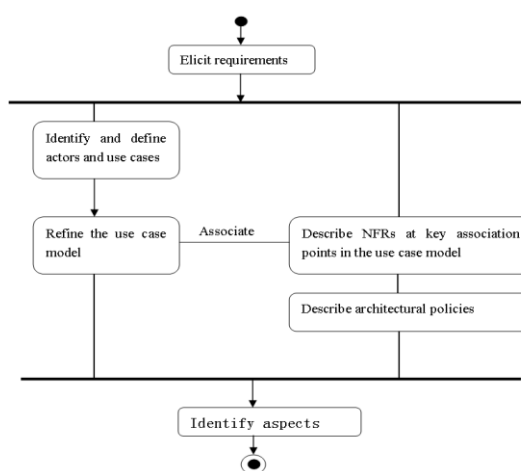 Elicit requirements
Identify and define
actors and use cases
Refine the use case
model
Associate
Describe NFRs at key association
points in the use case model
Describe architectural policies
Identify aspects